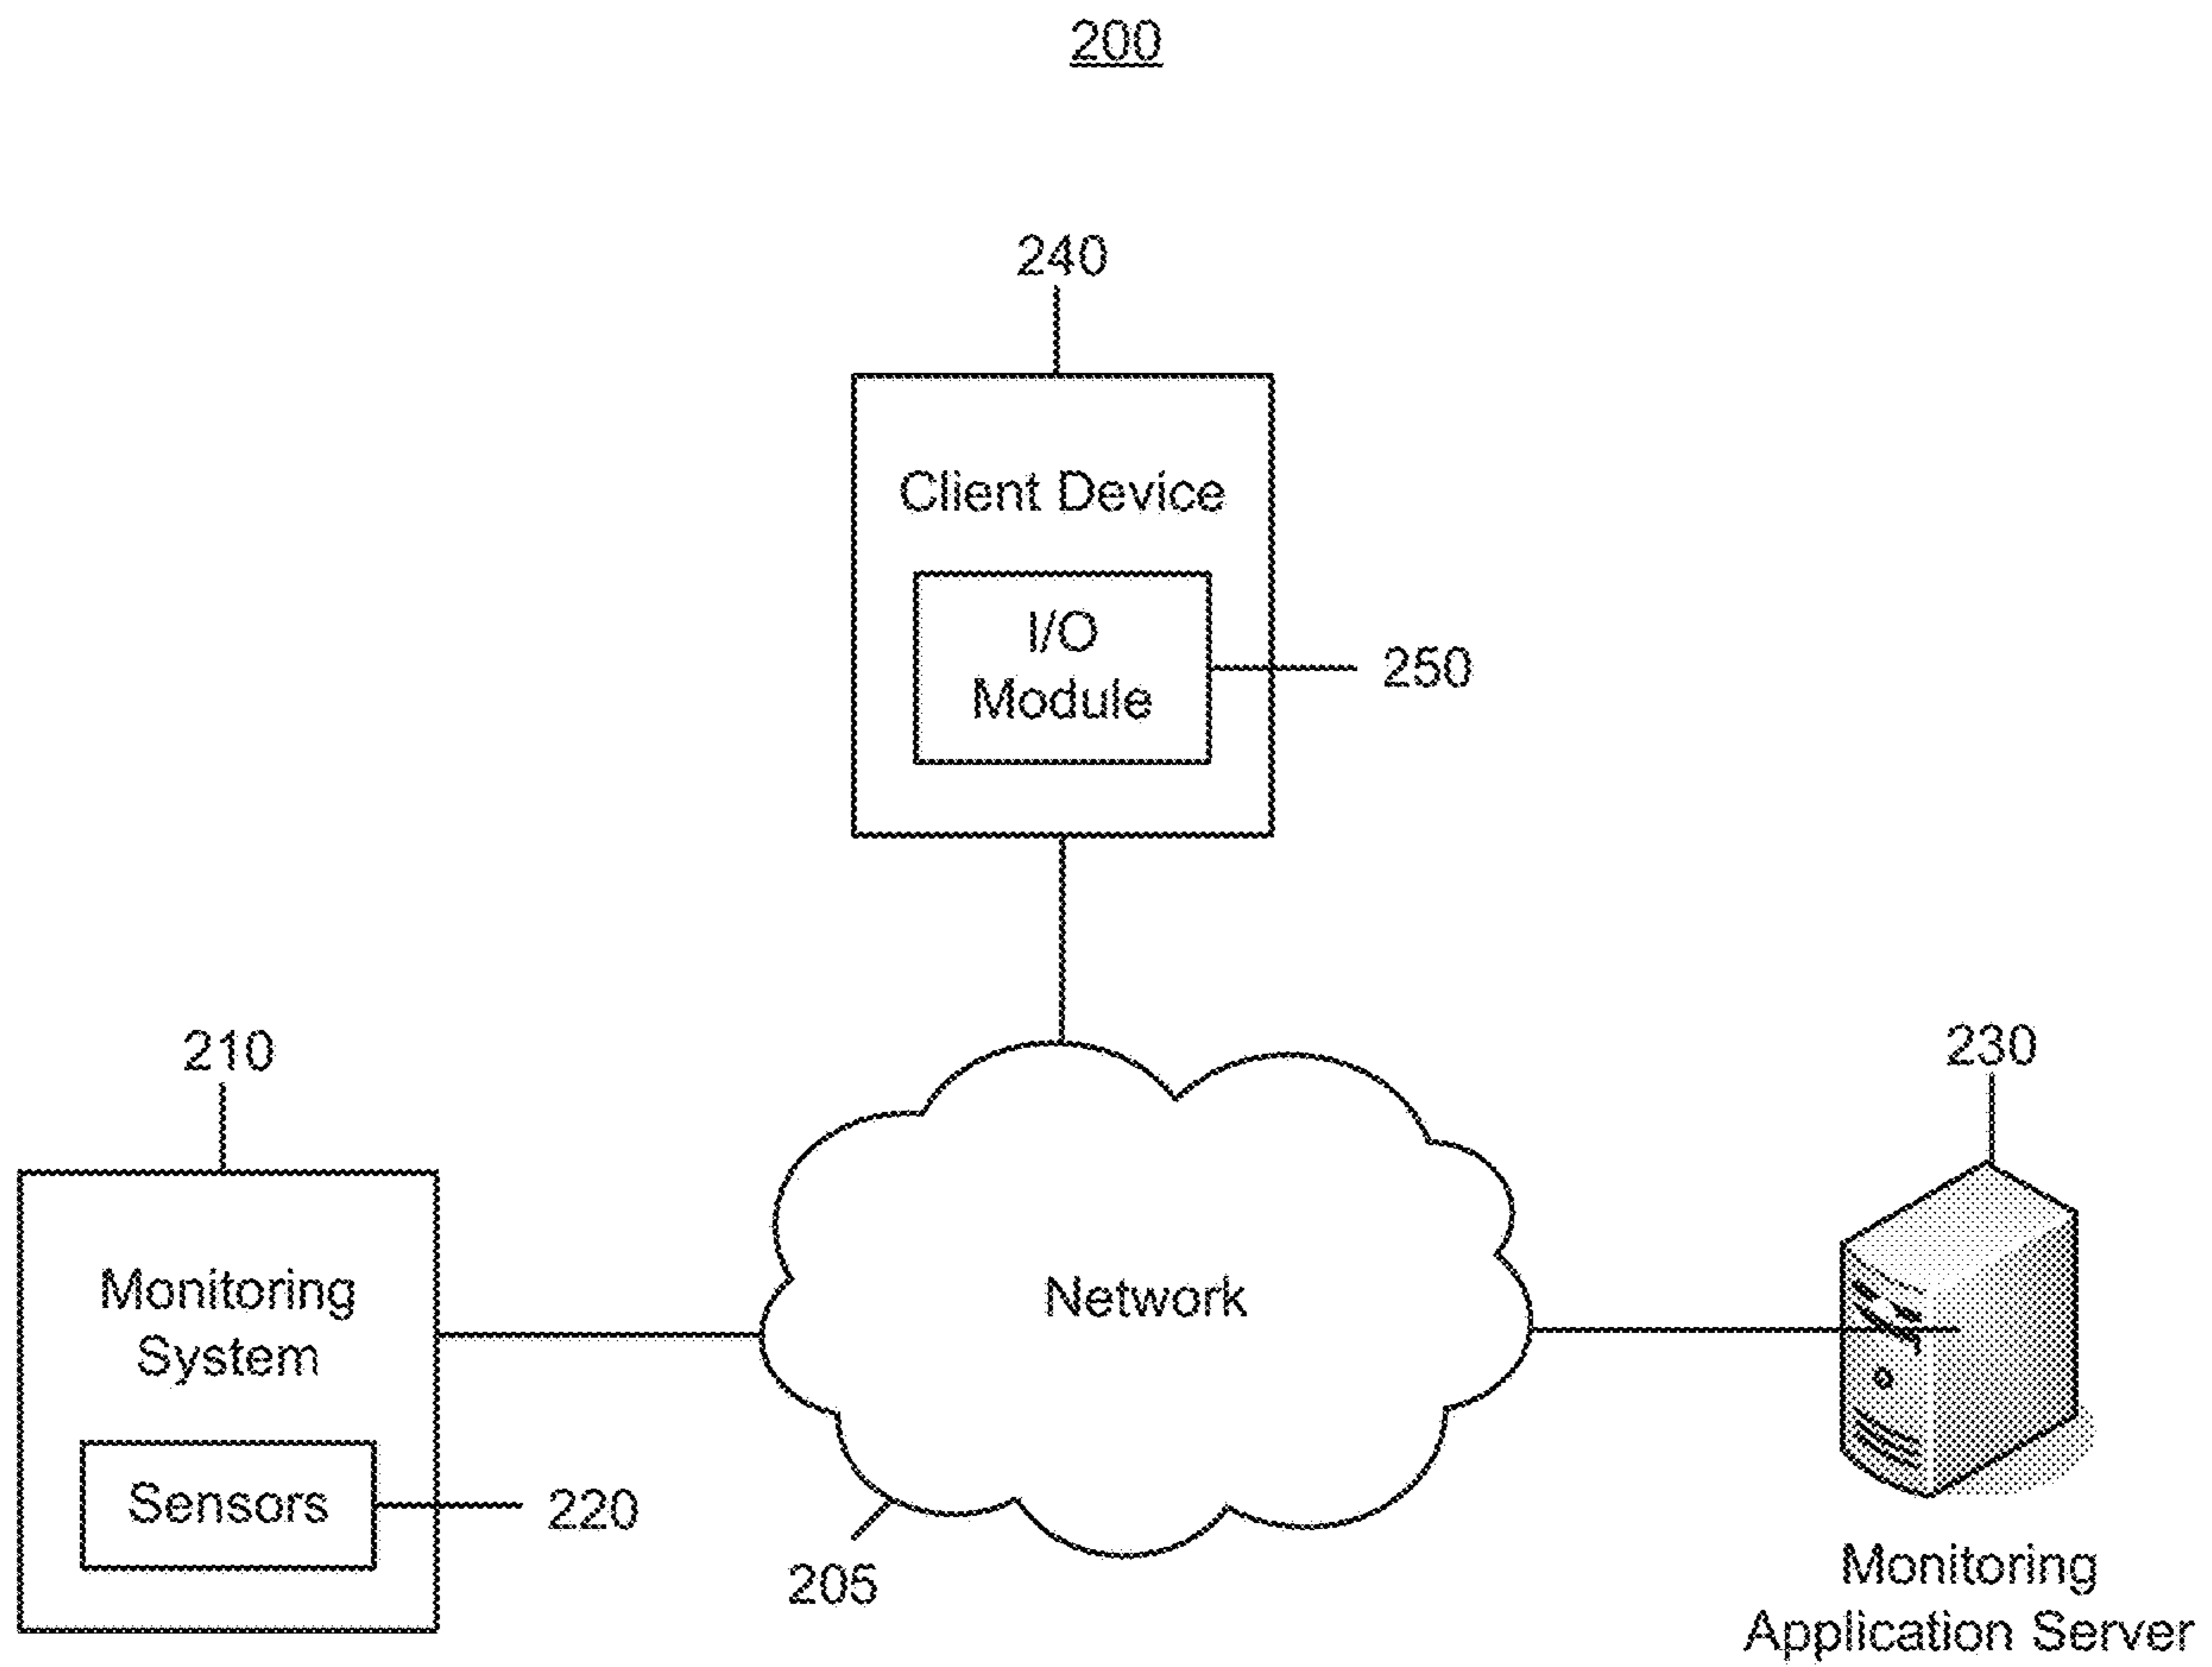 200
240
Client Device
I/O
Module
250
210
230
Monitoring
System
Network
Sensors
220
205
Monitoring
Application Server